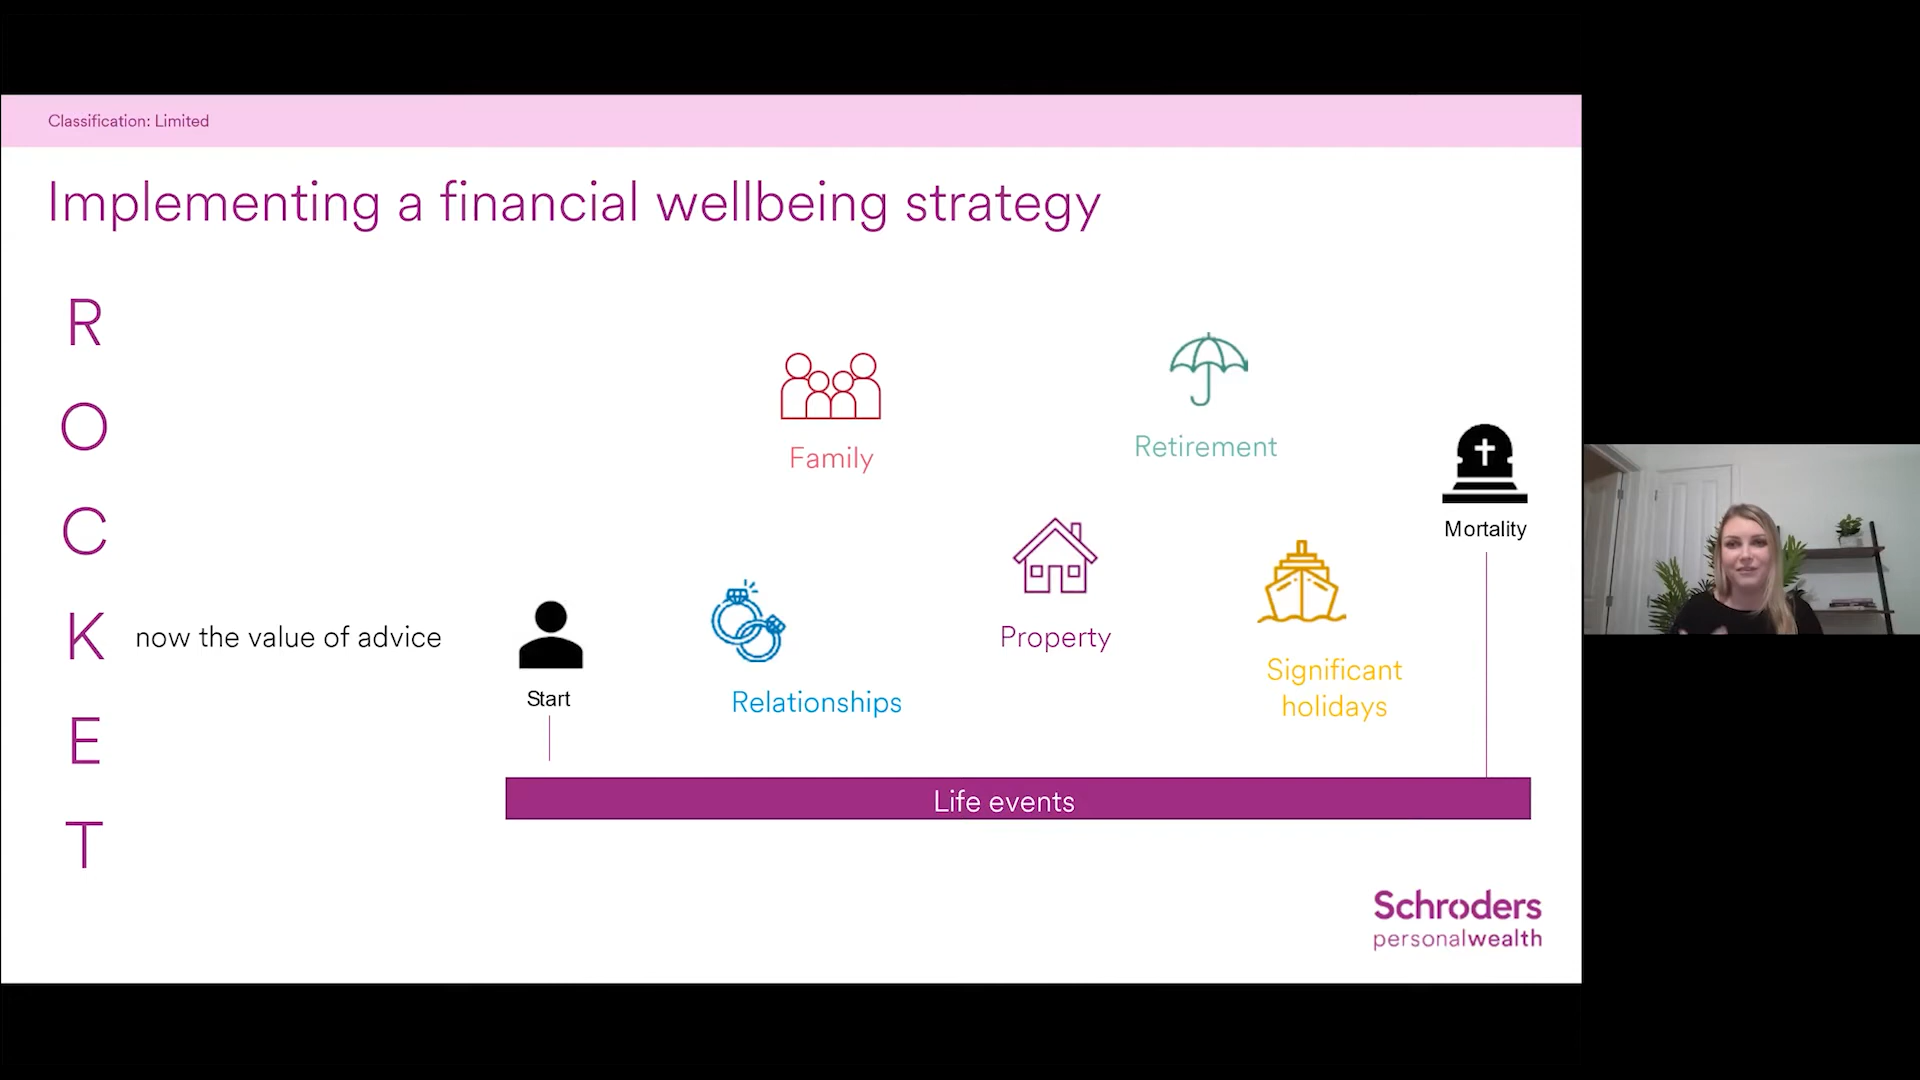 Classification: Limited
Implementing a financial wellbeing strategy
R
O
C
K now the value of advice
E
T
Family
Retirement
Mortality
Property
Start
Relationships
Significant
holidays
Life events
Schroders
personalwealth